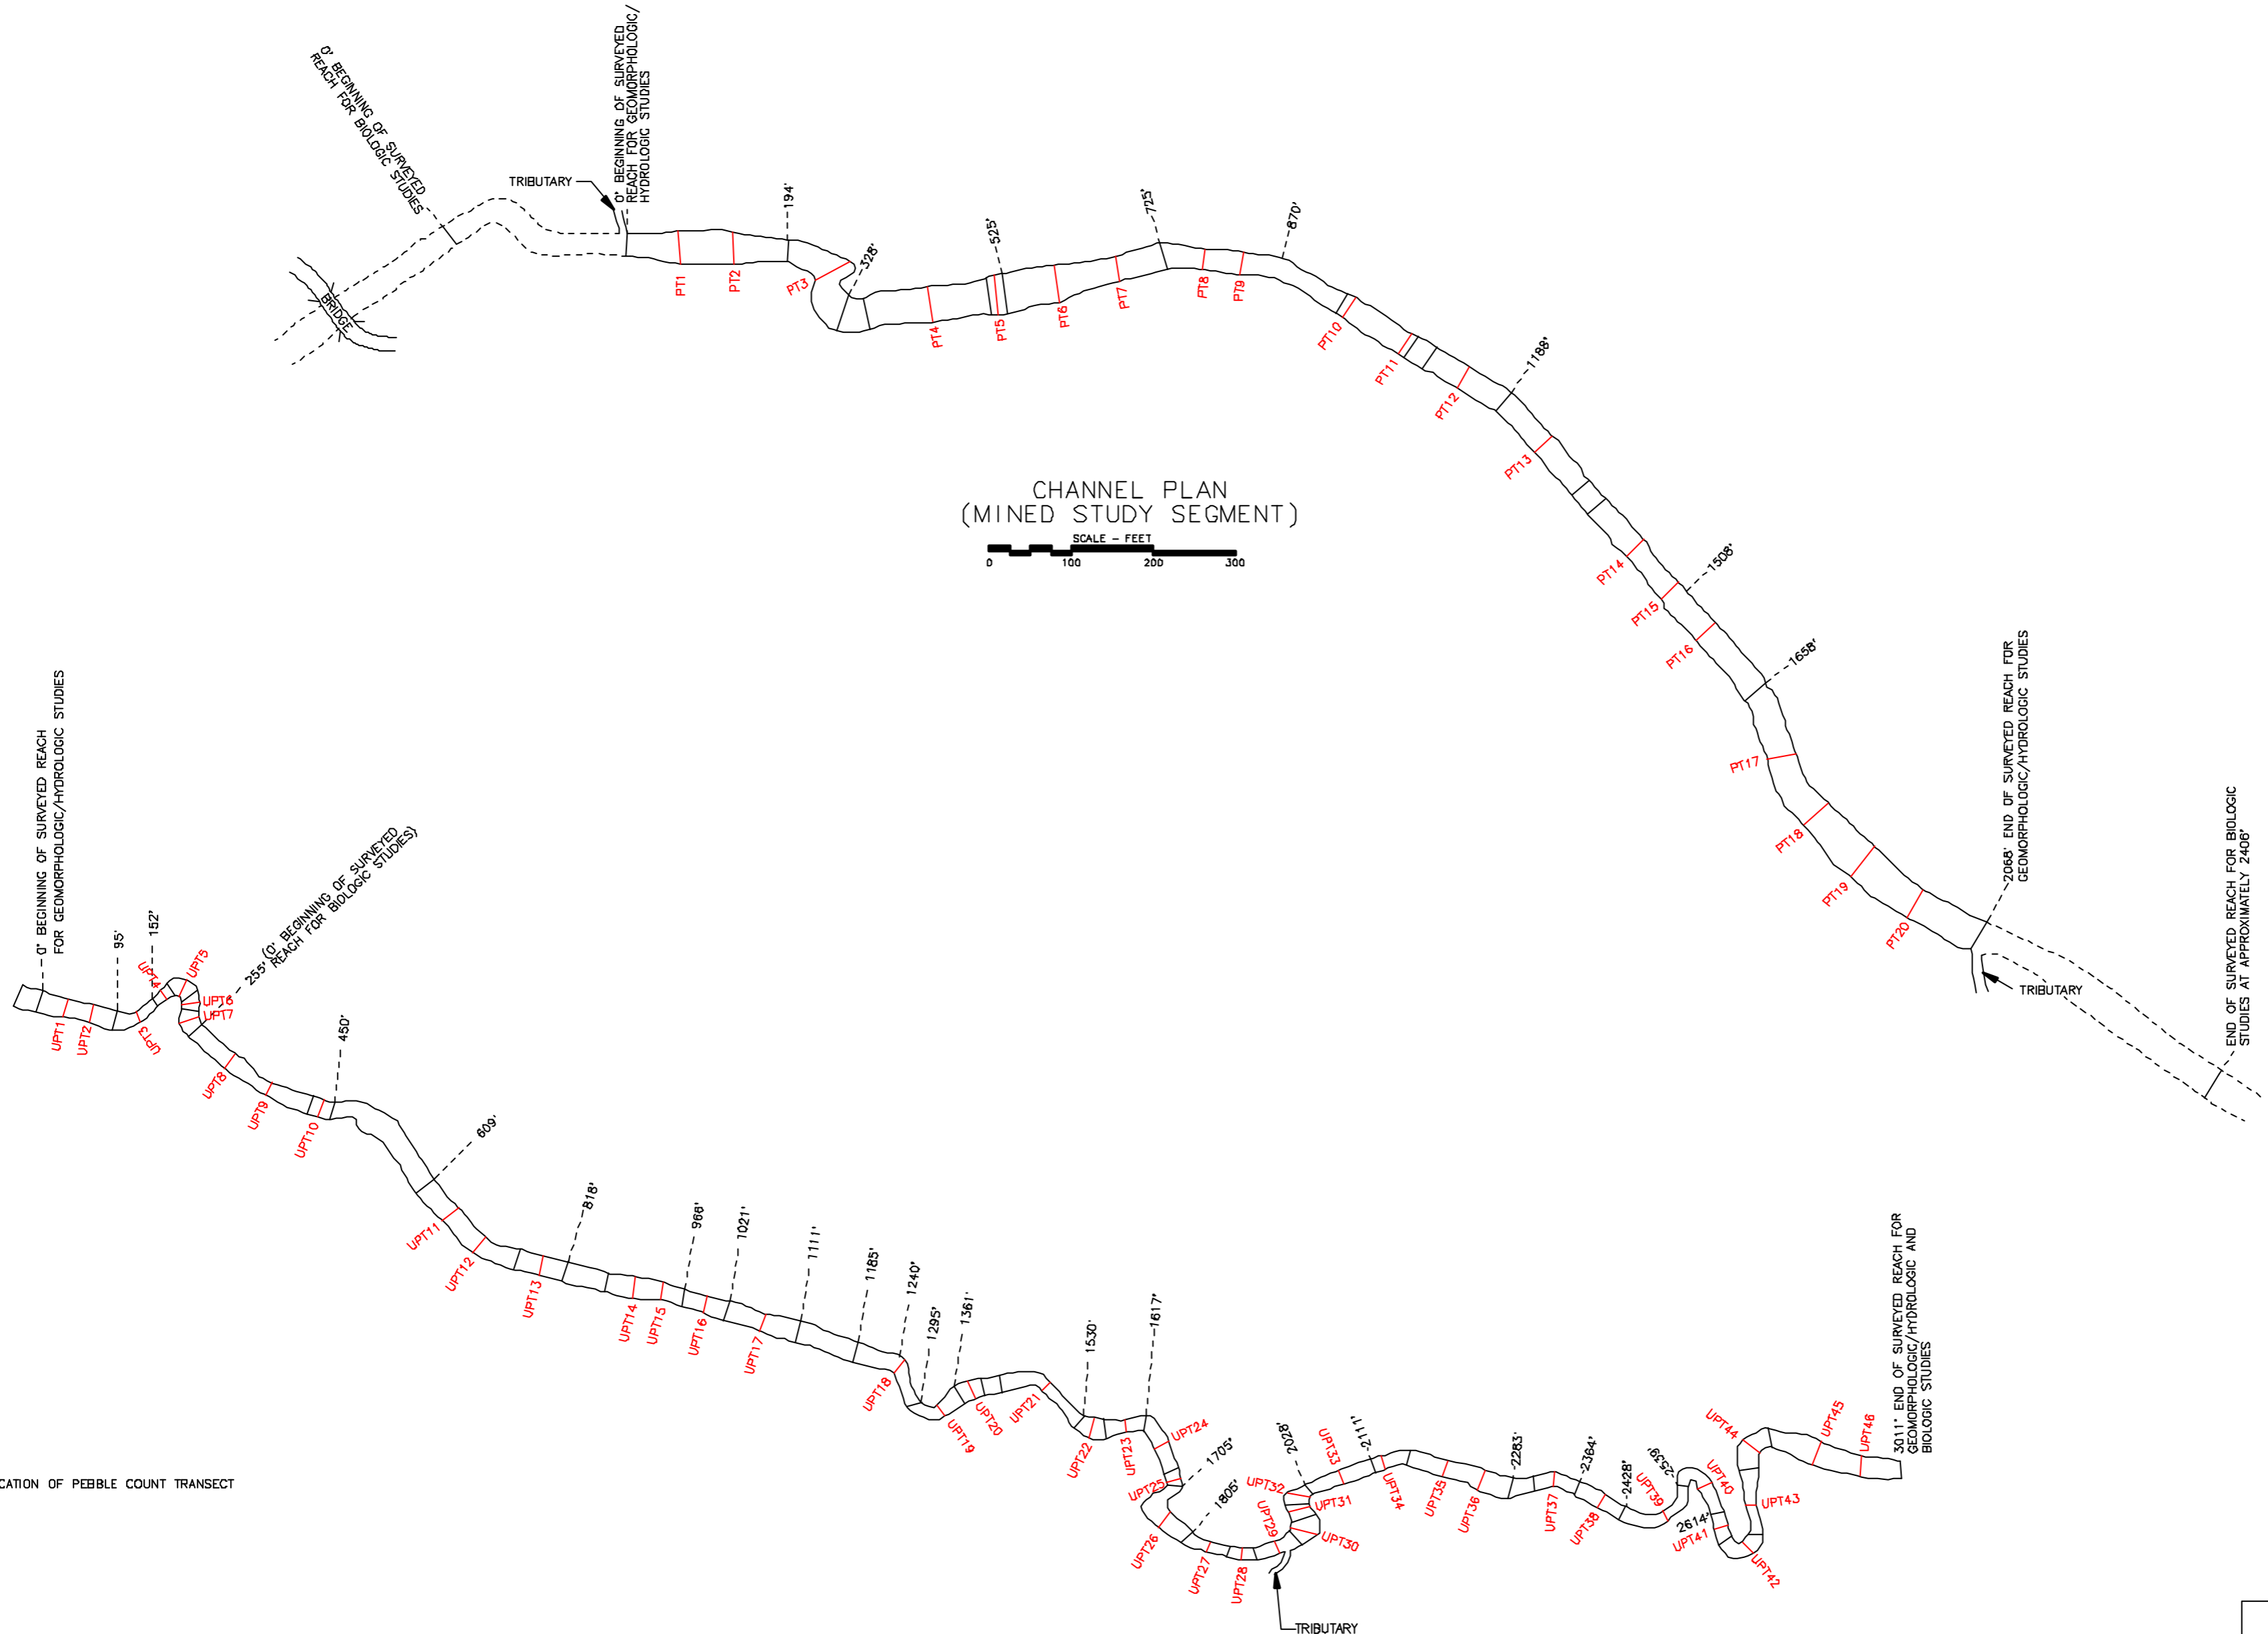 0' BEGINNING OF SURVEYED
REACH FOR BIOLOGIC STUDIES
0' BEGINNING OF SURVEYED
REACH FOR GEOMORPHOLOGIC/
HYDROLOGIC STUDIES
TRIBUTARY
BRIDGE
194'
328'
525'
725'
870'
1188'
1508'
1658'
PT1
PT2
PT3
PT4
PT5
PT6
PT7
PT8
PT9
PT10
PT11
PT12
PT13
PT14
PT15
PT16
PT17
PT18
PT19
PT20
CHANNEL PLAN
(MINED STUDY SEGMENT)
SCALE - FEET
0 100 200 300
2068' END OF SURVEYED REACH FOR
GEOMORPHOLOGIC/HYDROLOGIC STUDIES
TRIBUTARY
END OF SURVEYED REACH FOR BIOLOGIC
STUDIES AT APPROXIMATELY 2406'
0' BEGINNING OF SURVEYED REACH
FOR GEOMORPHOLOGIC/HYDROLOGIC STUDIES
95'
152'
255' (0' BEGINNING OF SURVEYED
REACH FOR BIOLOGIC STUDIES)
450'
609'
818'
966'
1021'
1111'
1185'
1240'
1295'
1361'
1530'
1617'
1705'
1805'
2028'
2111'
2283'
2364'
2428'
2539'
2614'
UPT1
UPT2
UPT3
UPT4
UPT5
UPT6
UPT7
UPT8
UPT9
UPT10
UPT11
UPT12
UPT13
UPT14
UPT15
UPT16
UPT17
UPT18
UPT19
UPT20
UPT21
UPT22
UPT23
UPT24
UPT25
UPT26
UPT27
UPT28
UPT29
UPT30
UPT31
UPT32
UPT33
UPT34
UPT35
UPT36
UPT37
UPT38
UPT39
UPT40
UPT41
UPT42
UPT43
UPT44
UPT45
UPT46
3011' END OF SURVEYED REACH FOR
GEOMORPHOLOGIC/HYDROLOGIC AND
BIOLOGIC STUDIES
TRIBUTARY
CATION OF PEBBLE COUNT TRANSECT